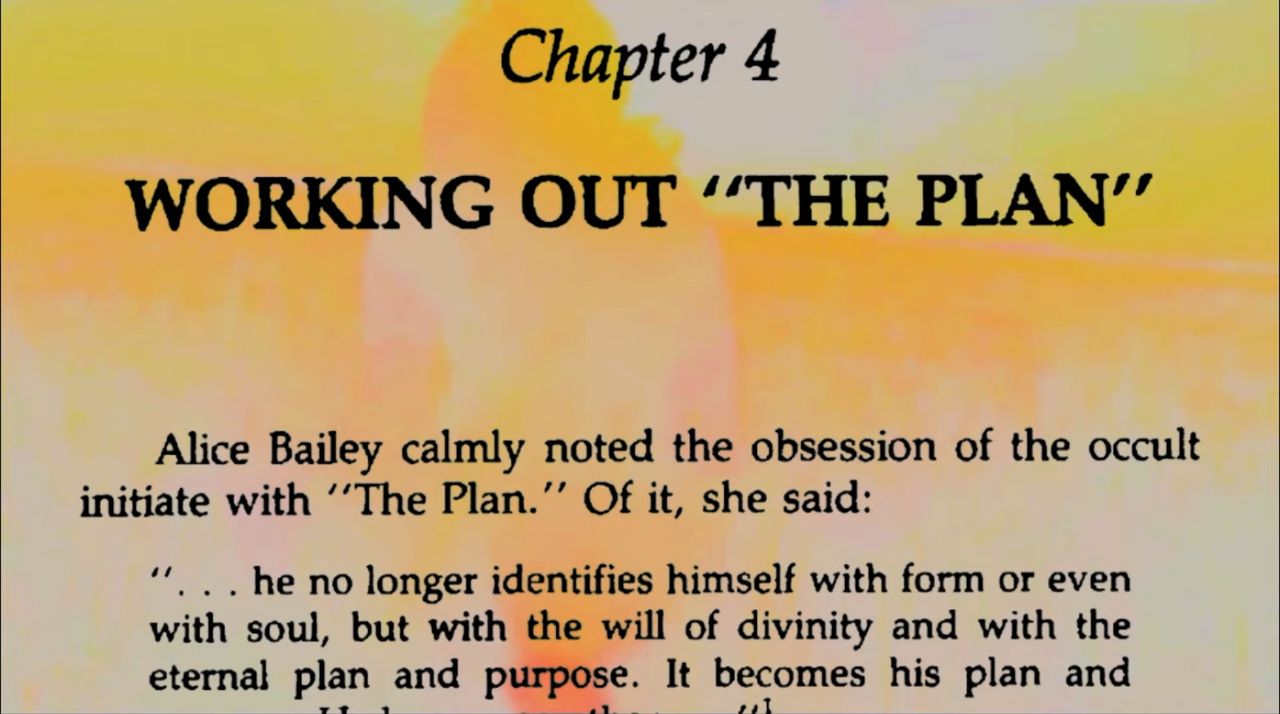 Chapter 4
WORKING OUT “THE PLAN”
Alice Bailey calmly noted the obsession of the occult
initiate with “The Plan.” Of it, she said:
“. . . he no longer identifies himself with form or even
with soul, but with the will of divinity and with the
eternal plan and purpose. It becomes his plan and